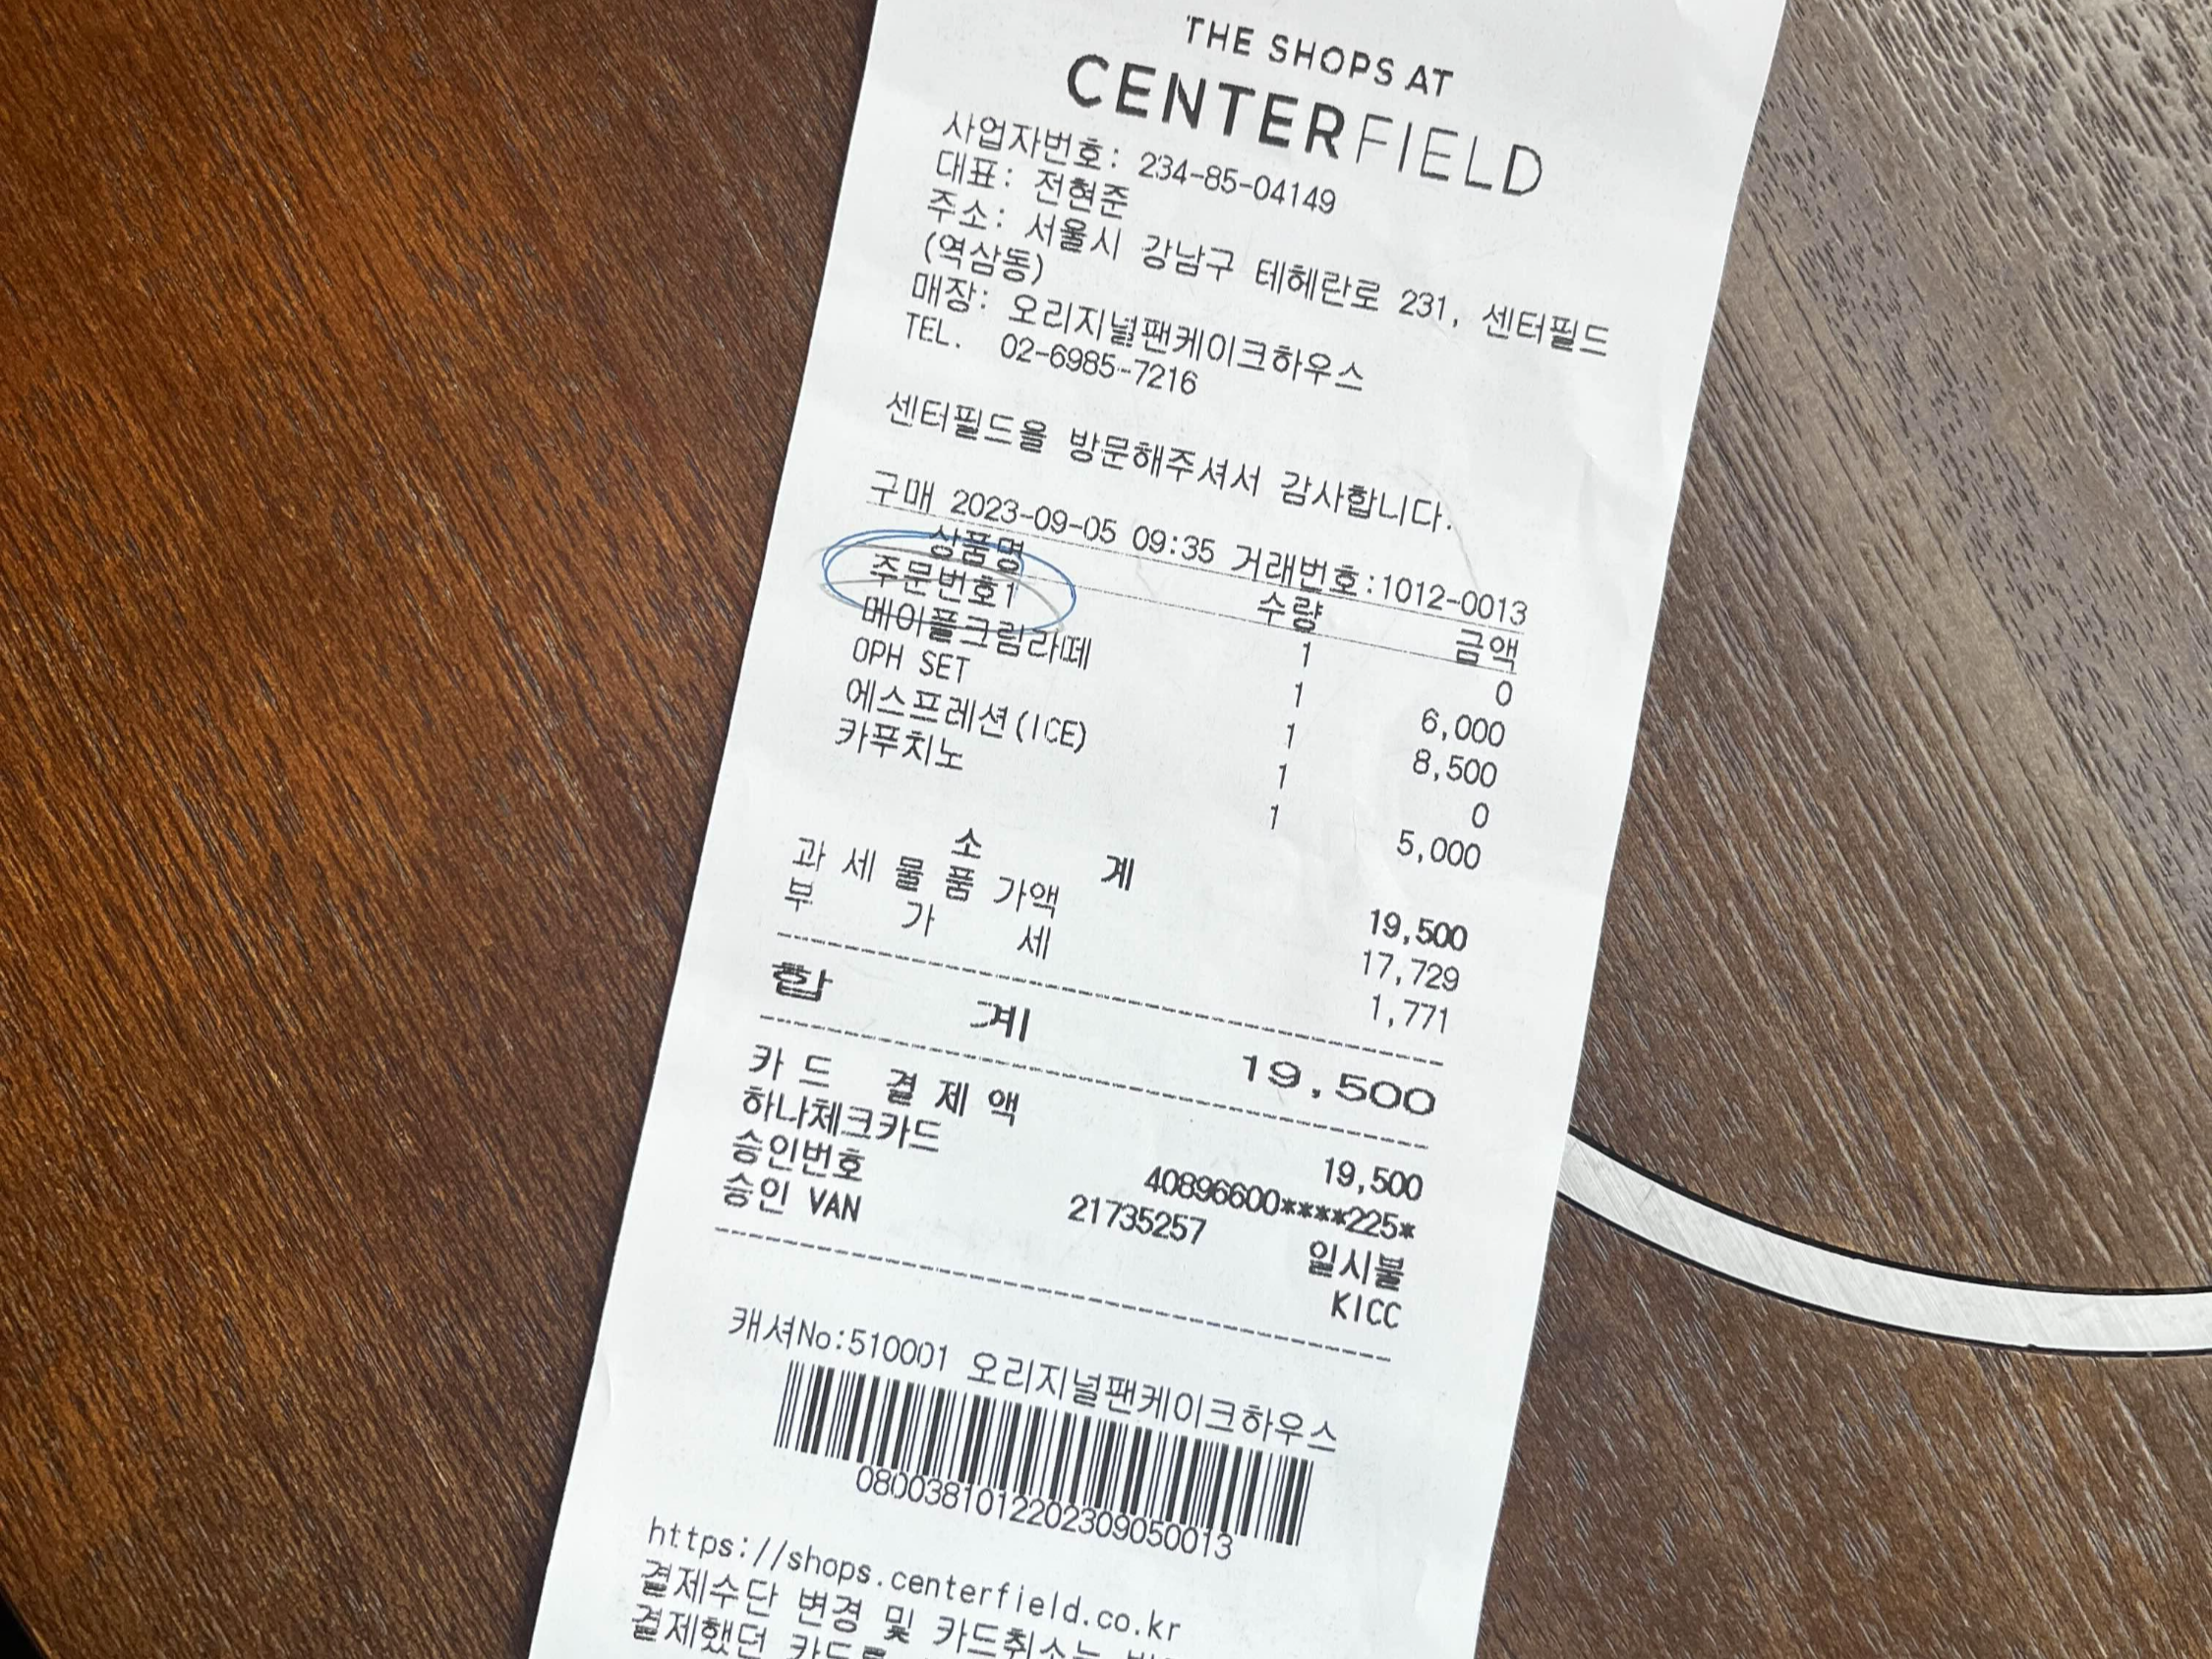 THE SHOPS AT
CENTERFIELD
사업자번호: 234-85-04149
대표: 전현준
주소: 서울시 강남구 테헤란로 231, 센터필드
(역삼동)
매장: 오리지널팬케이크하우스
TEL. 02-6985-7216
센터필드을 방문해주셔서 감사합니다.
구매 2023-09-05 09:35 거래번호:1012-0013
상품명 수량 금액
주문번호1 1 0
메이플크림라떼 1 6,000
OPH SET 1 8,500
에스프레션(ICE) 1 0
카푸치노 1 5,000
소 계 19,500
과 세 물 품 가액 17,729
부 가 세 1,771
합 계 19,500
카 드 결 제 액 19,500
하나체크카드 40896600****225*
승인번호 21735257 일시불
승인 VAN KICC
캐셔No:510001 오리지널팬케이크하우스
0800381012202309050013
https://shops.centerfield.co.kr
결제수단 변경 및 카드취소는
결제했던